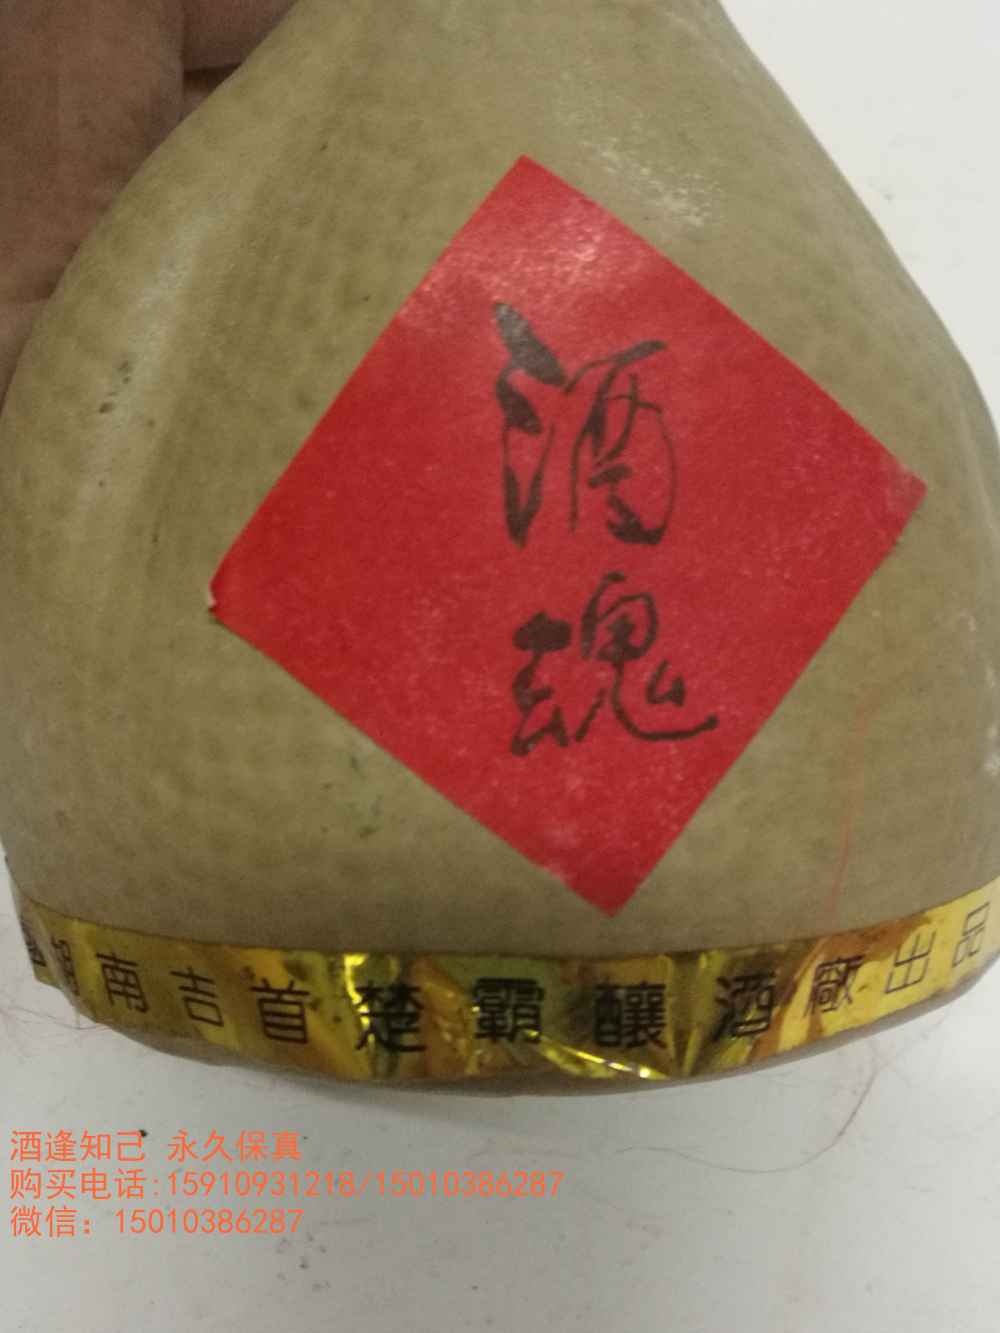 酒
魂
湖南吉首楚霸釀酒廠出品
酒逢知己 永久保真
购买电话:15910931218/15010386287
微信：15010386287